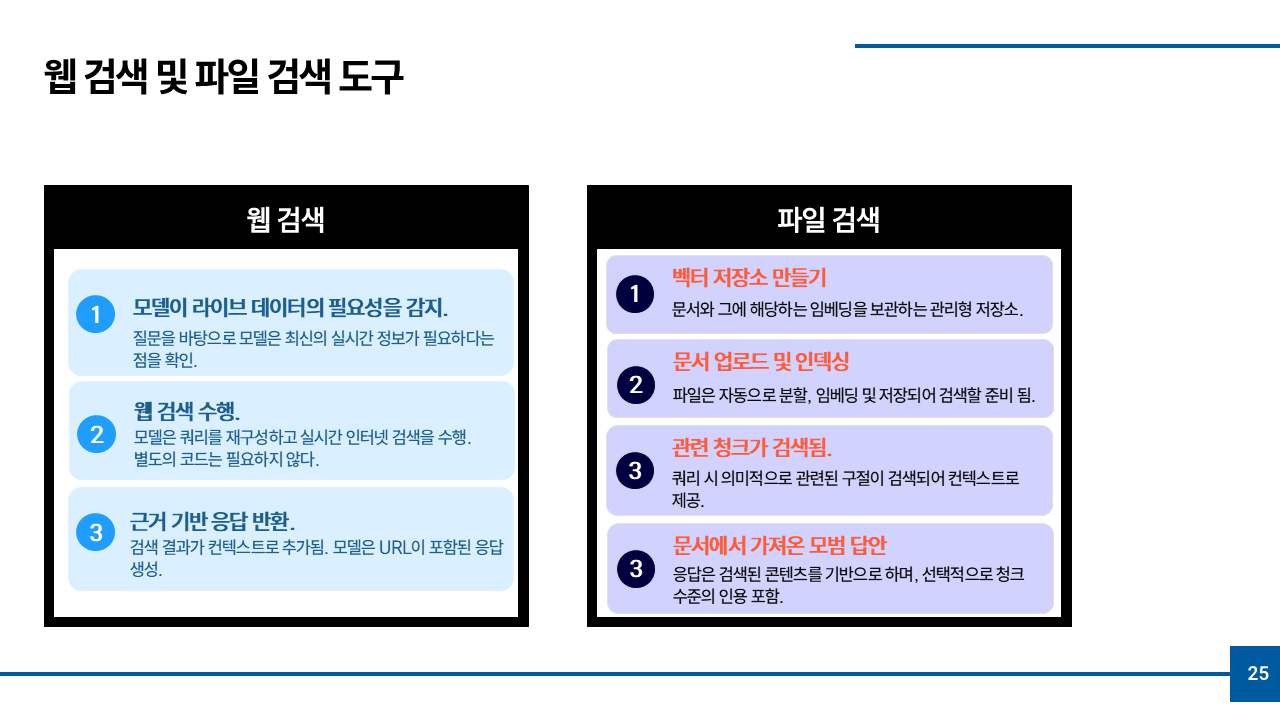 웹 검색 및 파일 검색 도구
웹 검색
1
모델이 라이브 데이터의 필요성을 감지.
질문을 바탕으로 모델은 최신의 실시간 정보가 필요하다는
점을 확인.
2
웹 검색 수행.
모델은 쿼리를 재구성하고 실시간 인터넷 검색을 수행.
별도의 코드는 필요하지 않다.
3
근거 기반 응답 반환.
검색 결과가 컨텍스트로 추가됨. 모델은 URL이 포함된 응답
생성.
파일 검색
1
벡터 저장소 만들기
문서와 그에 해당하는 임베딩을 보관하는 관리형 저장소.
2
문서 업로드 및 인덱싱
파일은 자동으로 분할, 임베딩 및 저장되어 검색할 준비 됨.
3
관련 청크가 검색됨.
쿼리 시 의미적으로 관련된 구절이 검색되어 컨텍스트로
제공.
3
문서에서 가져온 모범 답안
응답은 검색된 콘텐츠를 기반으로 하며, 선택적으로 청크
수준의 인용 포함.
25